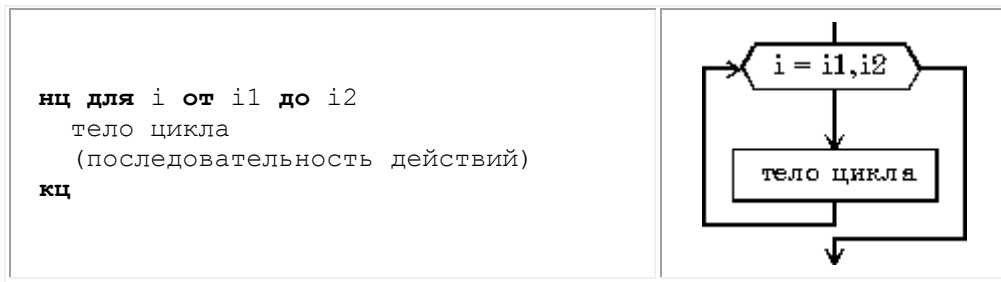 нц для i от i1 до i2
тело цикла
(последовательность действий)
кц
i = i1,i2
тело цикла